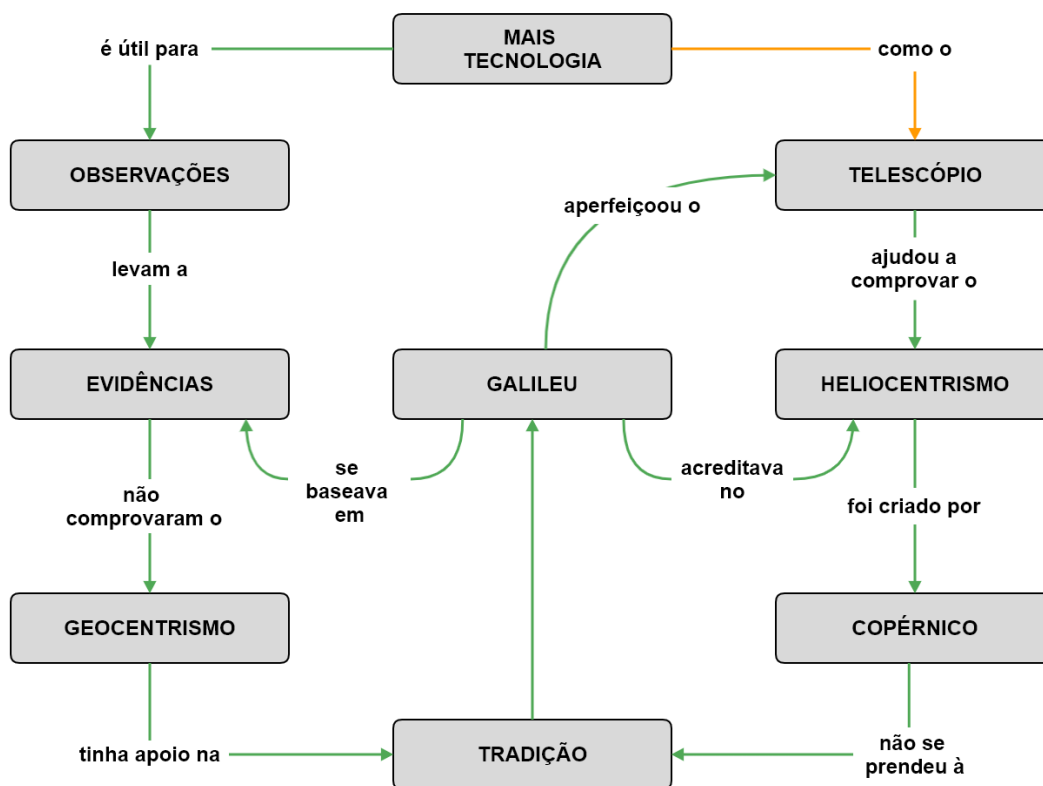 MAIS
TECNOLOGIA
é útil para
como o
OBSERVAÇÕES
TELESCÓPIO
aperfeiçoou o
levam a
ajudou a
comprovar o
EVIDÊNCIAS
GALILEU
HELIOCENTRISMO
se
baseava
em
acreditava
no
não
comprovaram o
foi criado por
GEOCENTRISMO
COPÉRNICO
tinha apoio na
TRADIÇÃO
não se
prendeu à